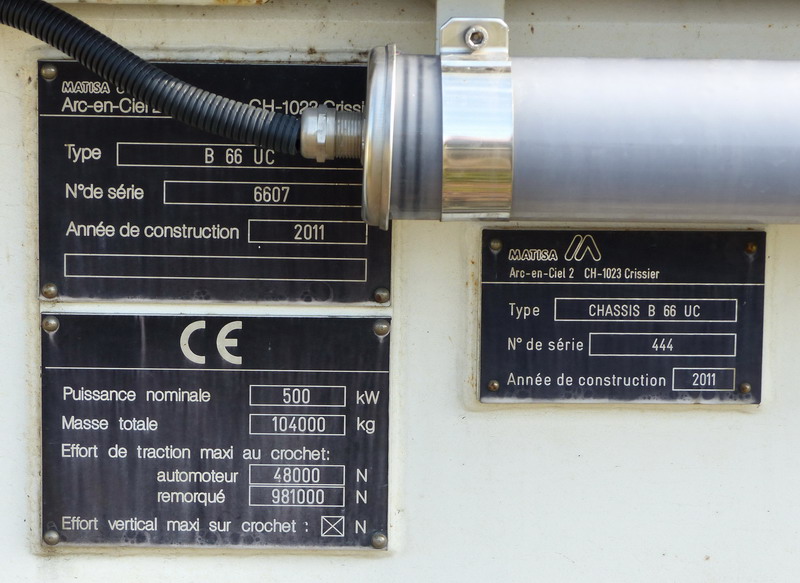 MATISA
Arc-en-Ciel 2 CH-1023
Type B 66 UC
N°de série 6607
Année de construction 2011
CE
Puissance nominale 500 kW
Masse totale 104000 kg
Effort de traction maxi au crochet:
automoteur 48000 N
remorqué 981000 N
Effort vertical maxi sur crochet : N
MATISA
Arc-en-Ciel 2 CH-1023 Crissier
Type CHASSIS B 66 UC
N° de série 444
Année de construction 2011